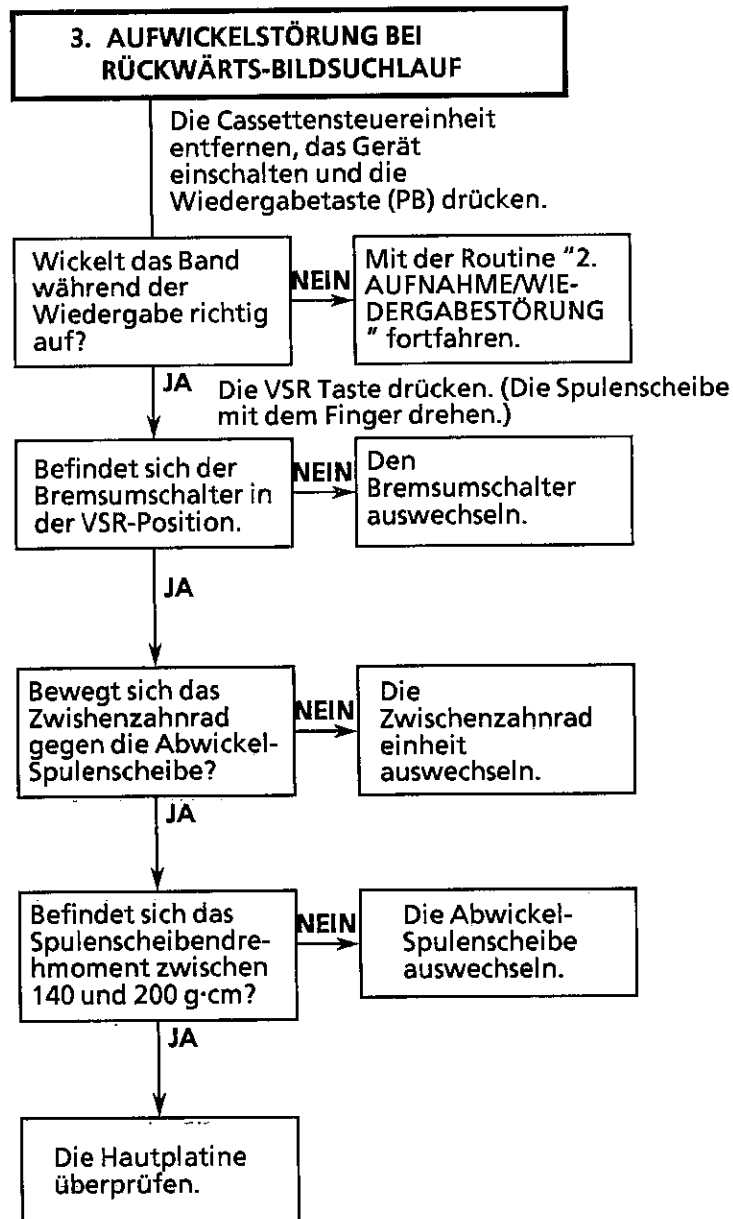 3. AUFWICKELSTÖRUNG BEI
RÜCKWÄRTS-BILDSUCHLAUF
Die Cassettensteuereinheit
entfernen, das Gerät
einschalten und die
Wiedergabetaste (PB) drücken.
Wickelt das Band
während der
Wiedergabe richtig
auf?
NEIN
Mit der Routine "2.
AUFNAHME/WIE-
DERGABESTÖRUNG
" fortfahren.
JA
Die VSR Taste drücken. (Die Spulenscheibe
mit dem Finger drehen.)
Befindet sich der
Bremsumschalter in
der VSR-Position.
NEIN
Den
Bremsumschalter
auswechseln.
JA
Bewegt sich das
Zwishenzahnrad
gegen die Abwickel-
Spulenscheibe?
NEIN
Die
Zwischenzahnrad
einheit
auswechseln.
JA
Befindet sich das
Spulenscheibendre-
hmoment zwischen
140 und 200 g·cm?
NEIN
Die Abwickel-
Spulenscheibe
auswechseln.
JA
Die Hautplatine
überprüfen.